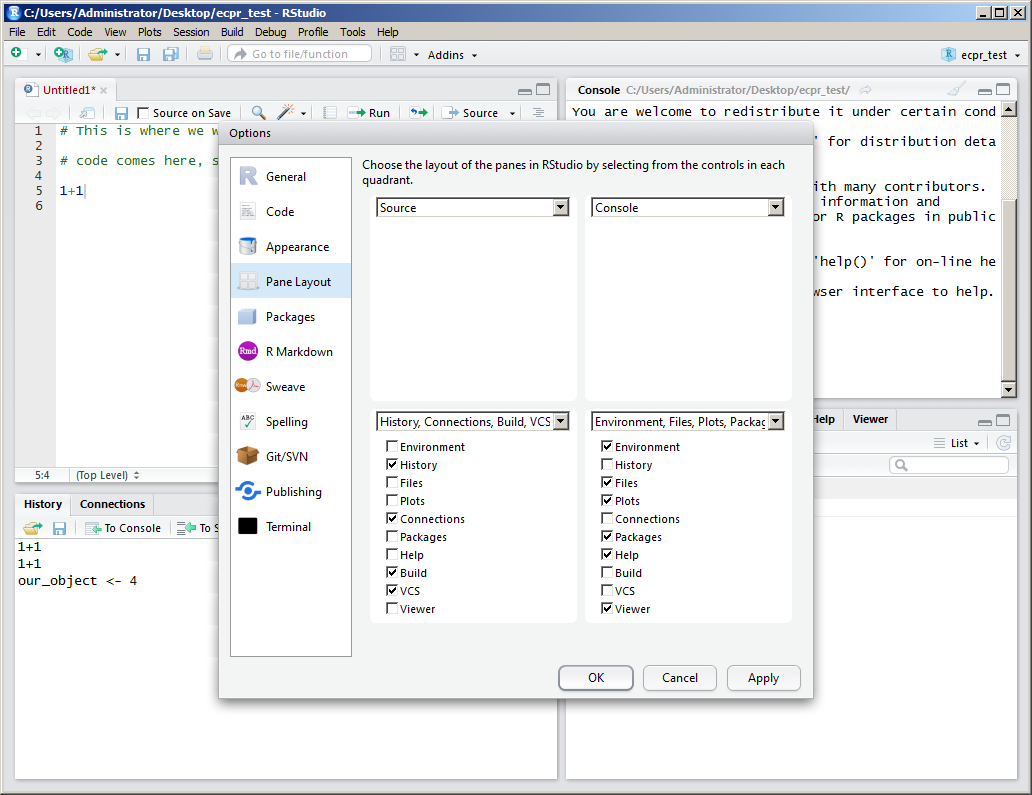 C:/Users/Administrator/Desktop/ecpr_test - RStudio
File Edit Code View Plots Session Build Debug Profile Tools Help
Go to file/function Addins ecpr_test
Untitled1*
Source on Save Run Source
1 # This is where we w
2
3 # code comes here, s
4
5 1+1
6
5:4 (Top Level)
History Connections
To Console To S
1+1
1+1
our_object <- 4
Console C:/Users/Administrator/Desktop/ecpr_test/
You are welcome to redistribute it under certain cond
' for distribution deta
ith many contributors.
information and
or R packages in public
'help()' for on-line he
wser interface to help.
Help Viewer
List
Options
General
Code
Appearance
Pane Layout
Packages
Rmd R Markdown
Sweave
ABC Spelling
Git/SVN
Publishing
Terminal
Choose the layout of the panes in RStudio by selecting from the controls in each
quadrant.
Source
Console
History, Connections, Build, VCS
Environment
History
Files
Plots
Connections
Packages
Help
Build
VCS
Viewer
Environment, Files, Plots, Packag
Environment
History
Files
Plots
Connections
Packages
Help
Build
VCS
Viewer
OK Cancel Apply